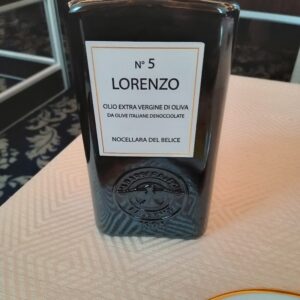 N° 5
LORENZO
OLIO EXTRA VERGINE DI OLIVA
DA OLIVE ITALIANE DENOCCIOLATE
NOCELLARA DEL BELICE